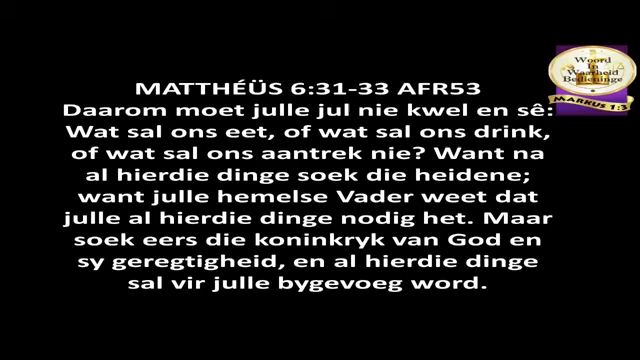 MATTHÉÜS 6:31-33 AFR53
Daarom moet julle jul nie kwel en sê:
Wat sal ons eet, of wat sal ons drink,
of wat sal ons aantrek nie? Want na
al hierdie dinge soek die heidene;
want julle hemelse Vader weet dat
julle al hierdie dinge nodig het. Maar
soek eers die koninkryk van God en
sy geregtigheid, en al hierdie dinge
sal vir julle bygevoeg word.
Woord
In
Waarheid
Bedieninge
MARKUS 1:3